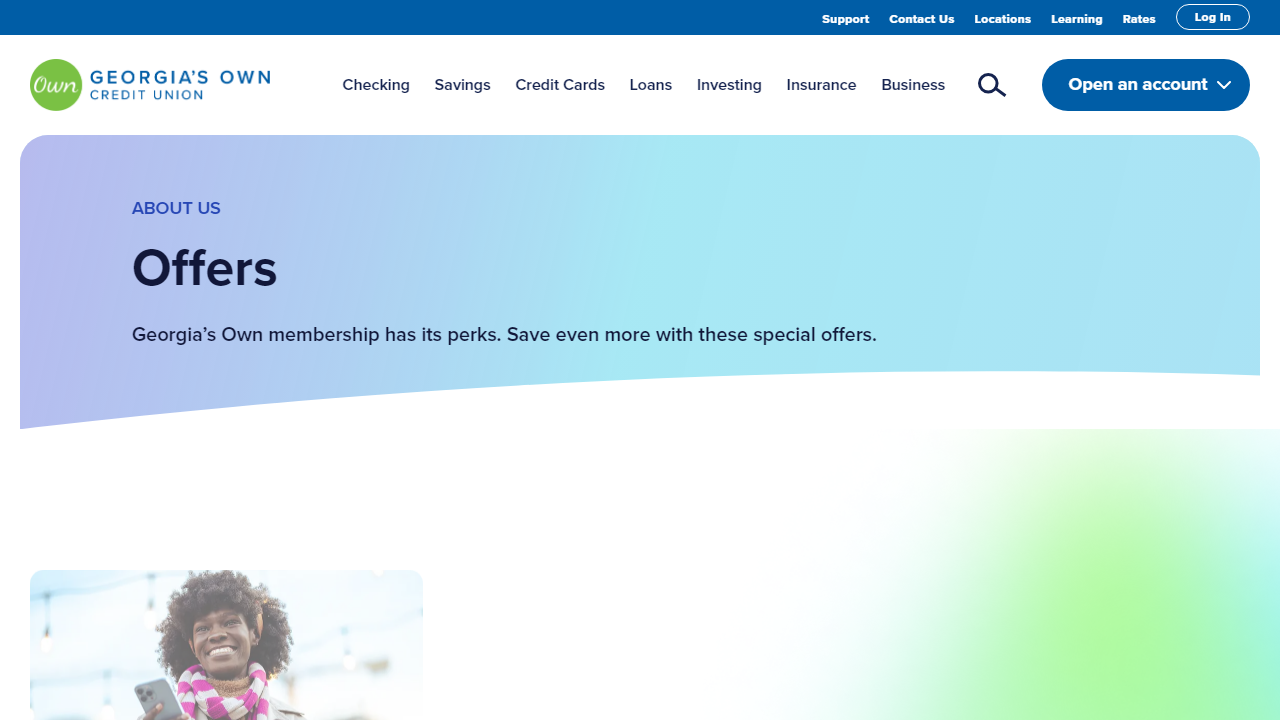 Support Contact Us Locations Learning Rates Log In
Own GEORGIA'S OWN
CREDIT UNION
Checking Savings Credit Cards Loans Investing Insurance Business Open an account
ABOUT US
Offers
Georgia’s Own membership has its perks. Save even more with these special offers.